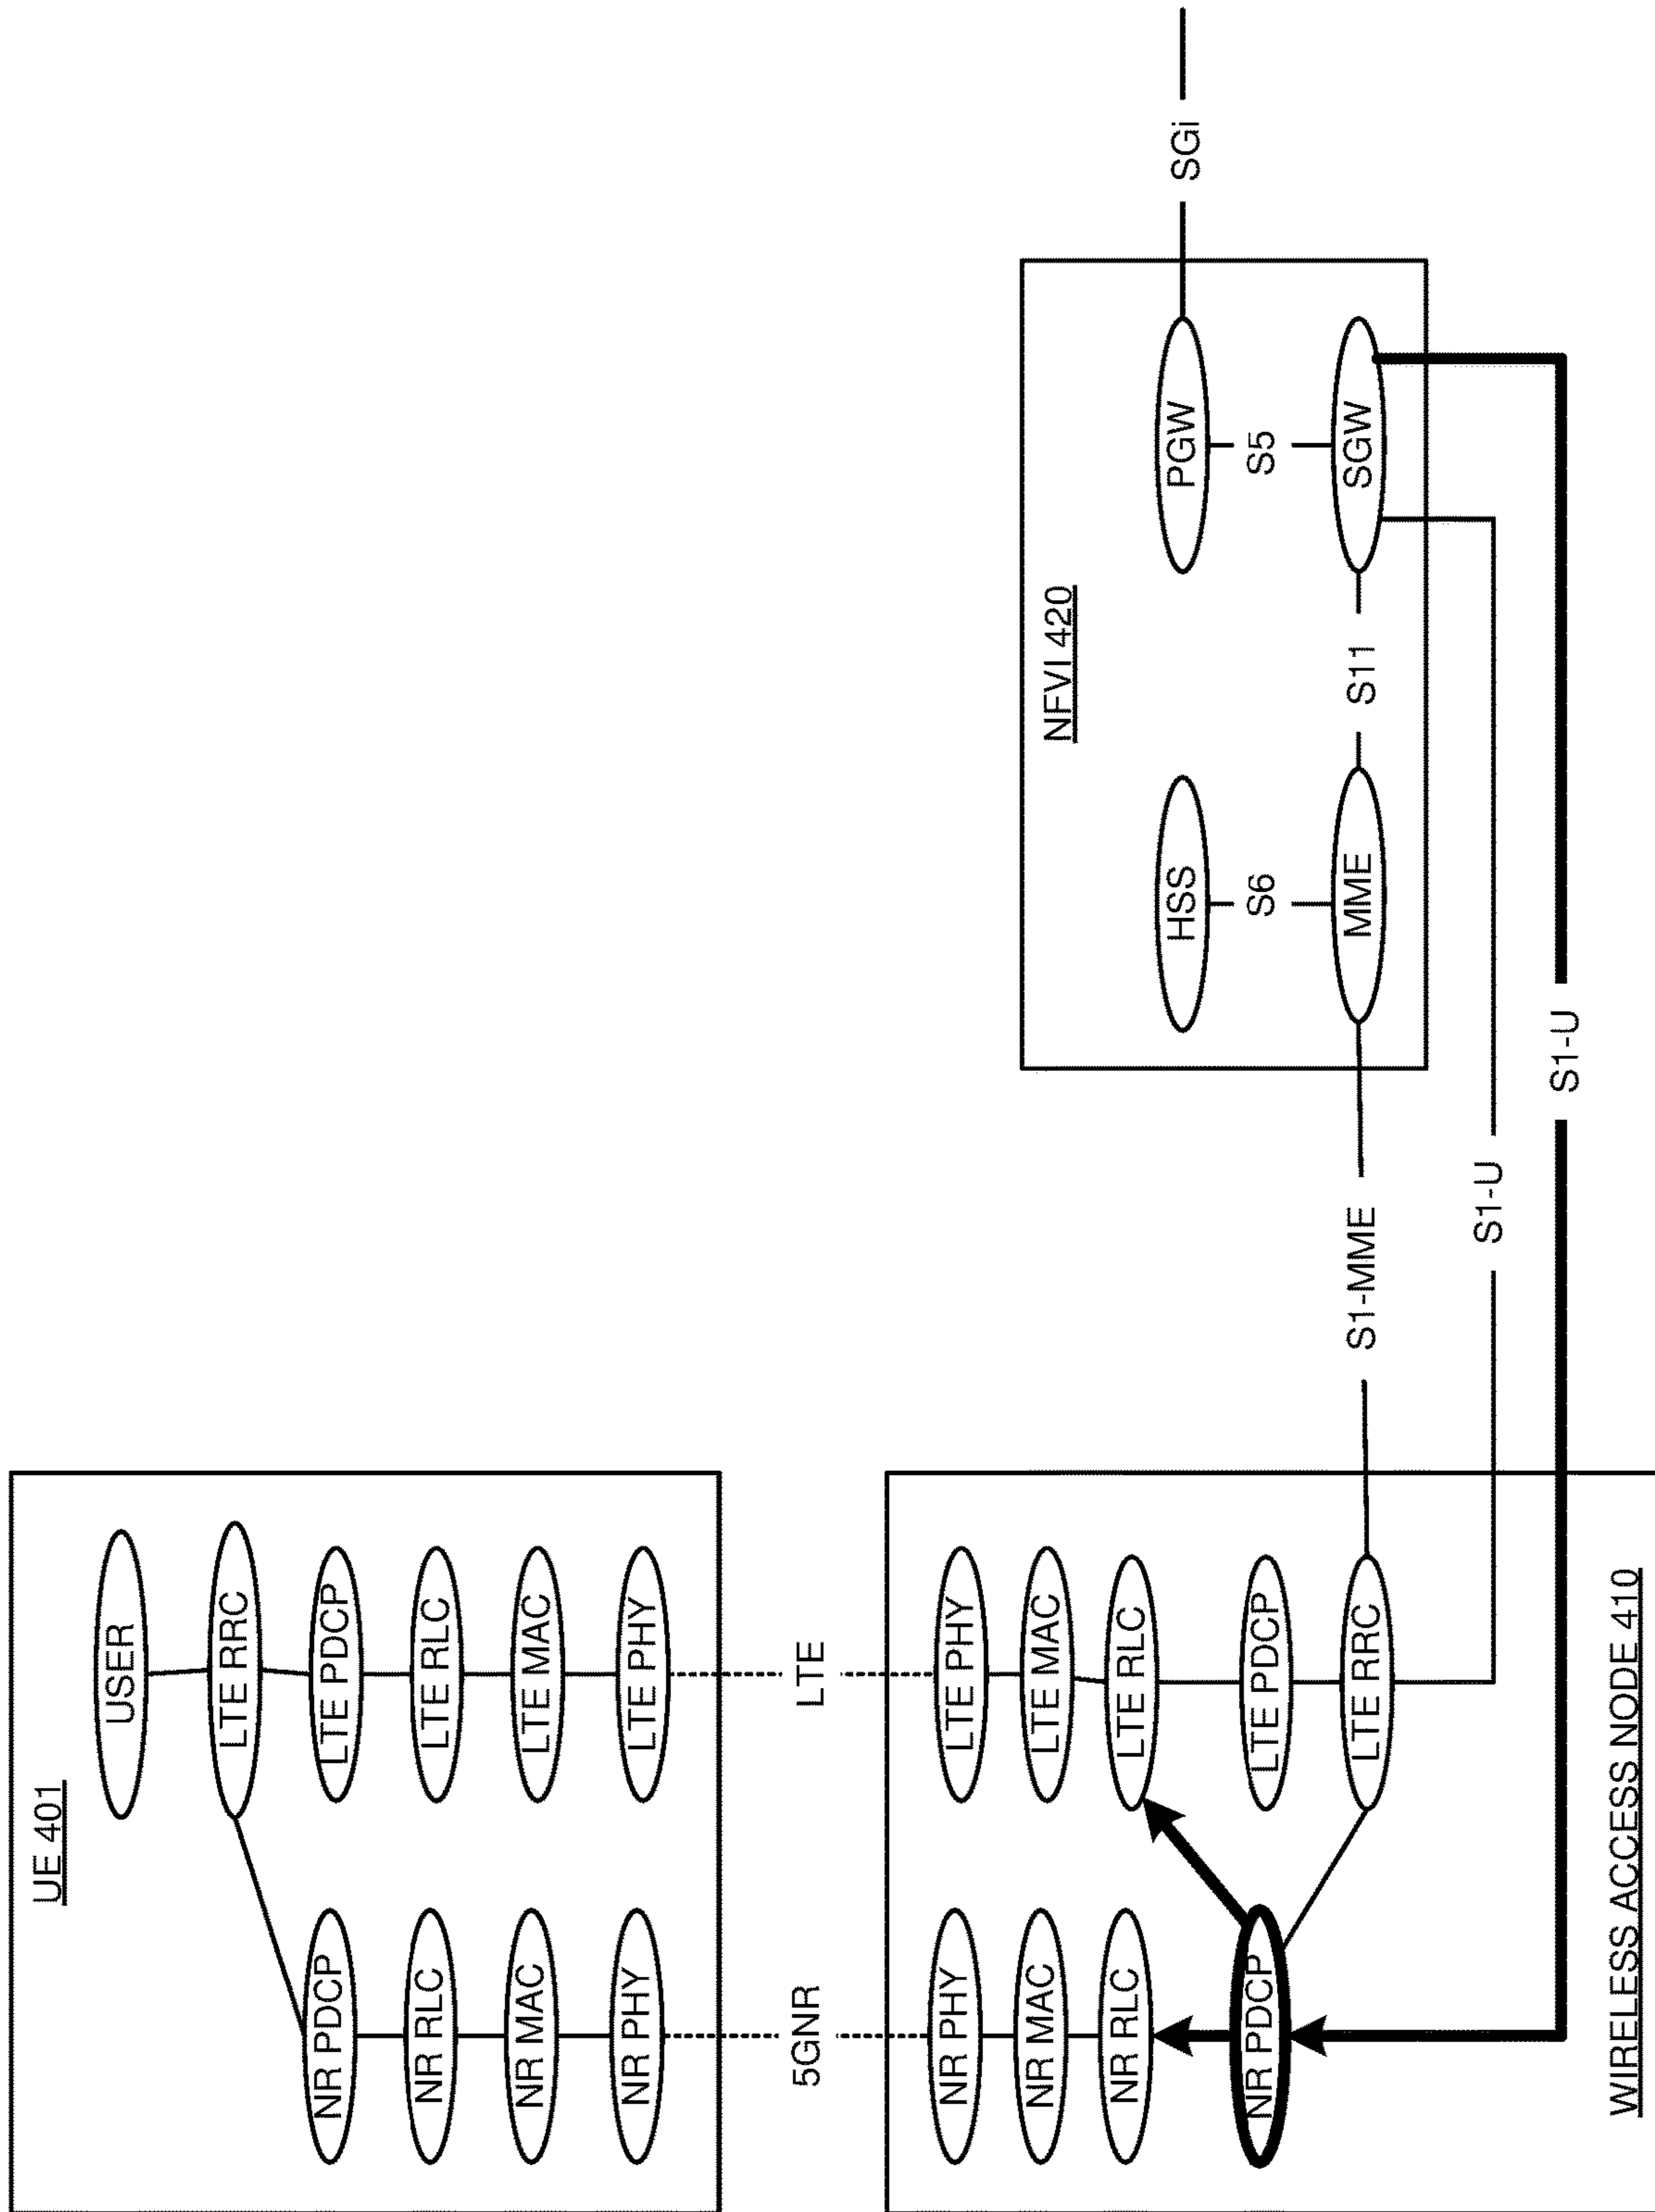 UE 401
USER
LTE RRC
NR PDCP
LTE PDCP
NR RLC
LTE RLC
NR MAC
LTE MAC
NR PHY
LTE PHY
5GNR
LTE
NR PHY
LTE PHY
NR MAC
LTE MAC
NR RLC
LTE RLC
NR PDCP
LTE PDCP
LTE RRC
WIRELESS ACCESS NODE 410
S1-MME
S1-U
S1-U
NFVI 420
HSS
PGW
S6
S5
MME
S11
SGW
SGi